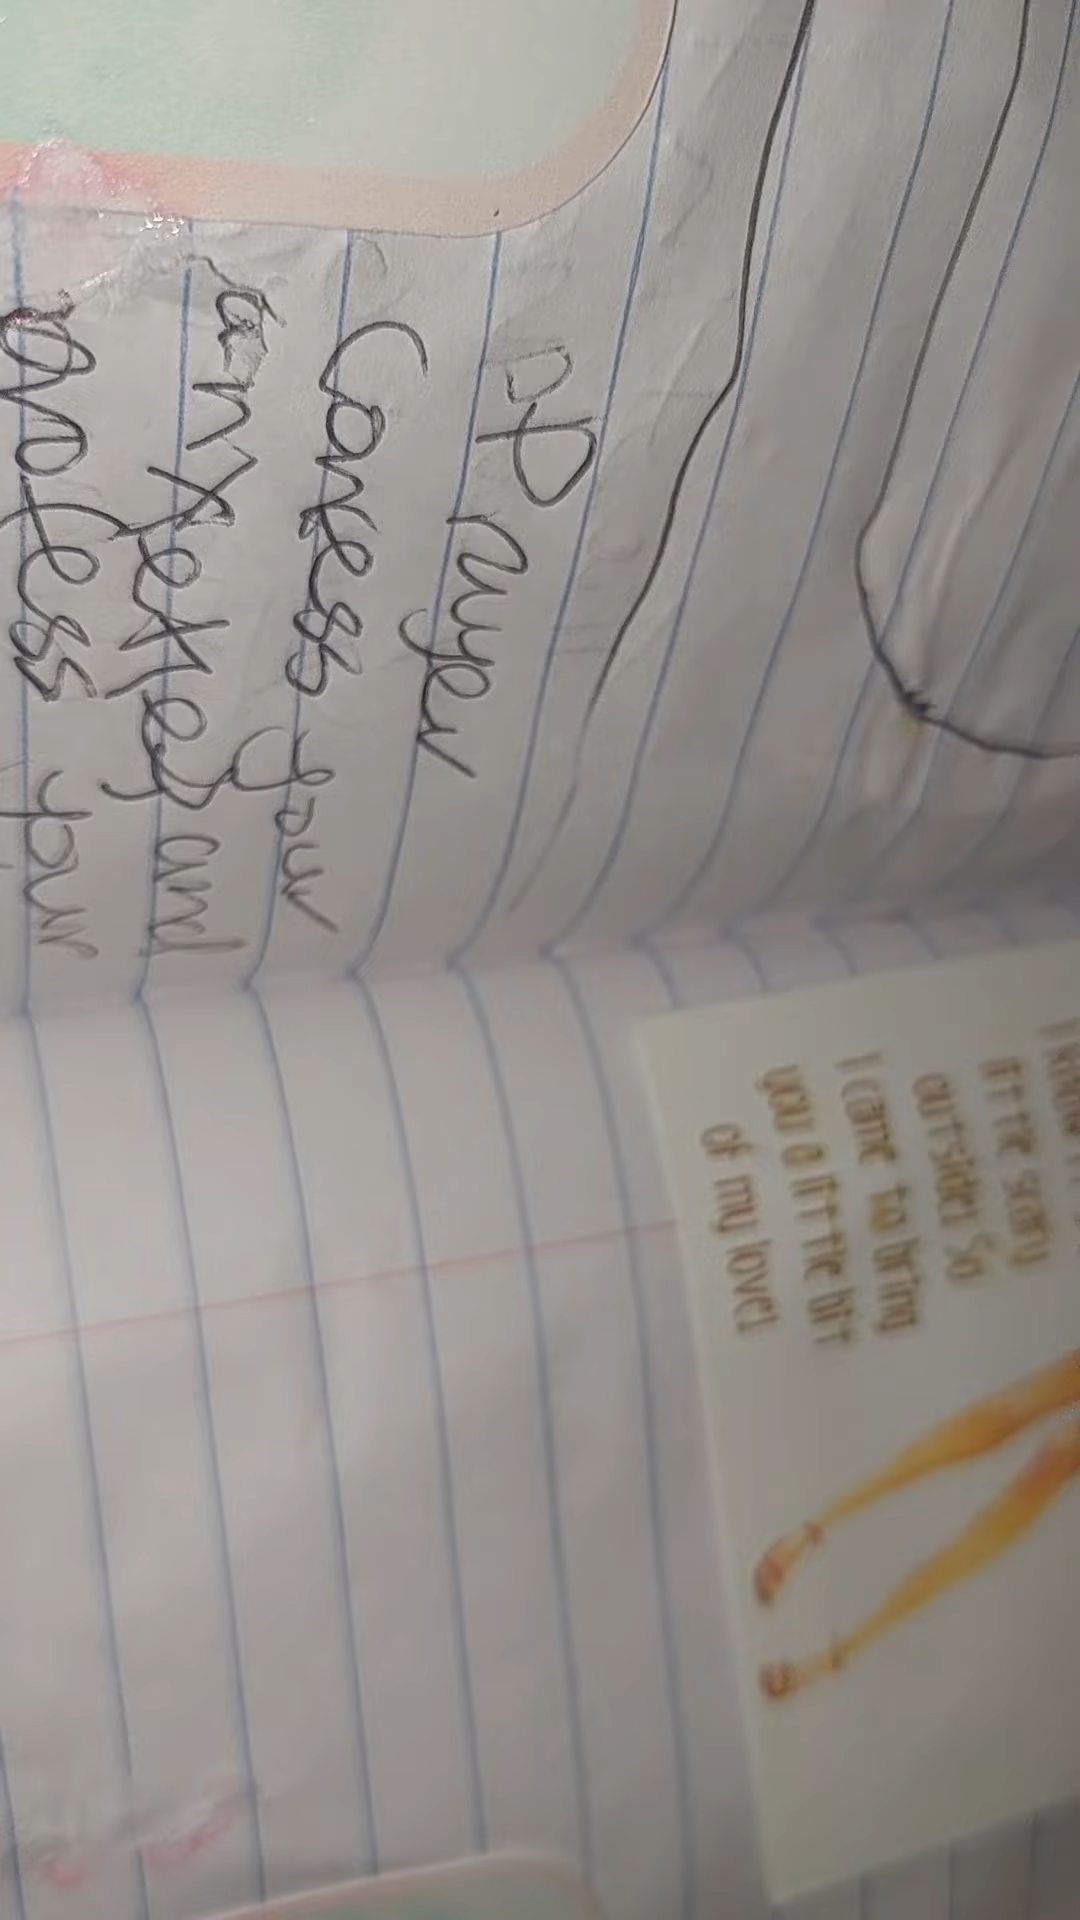 Prayer
Confess your
anxieties and
your
I know
little scary
outside! So
I came to bring
you a little bit
of my love!